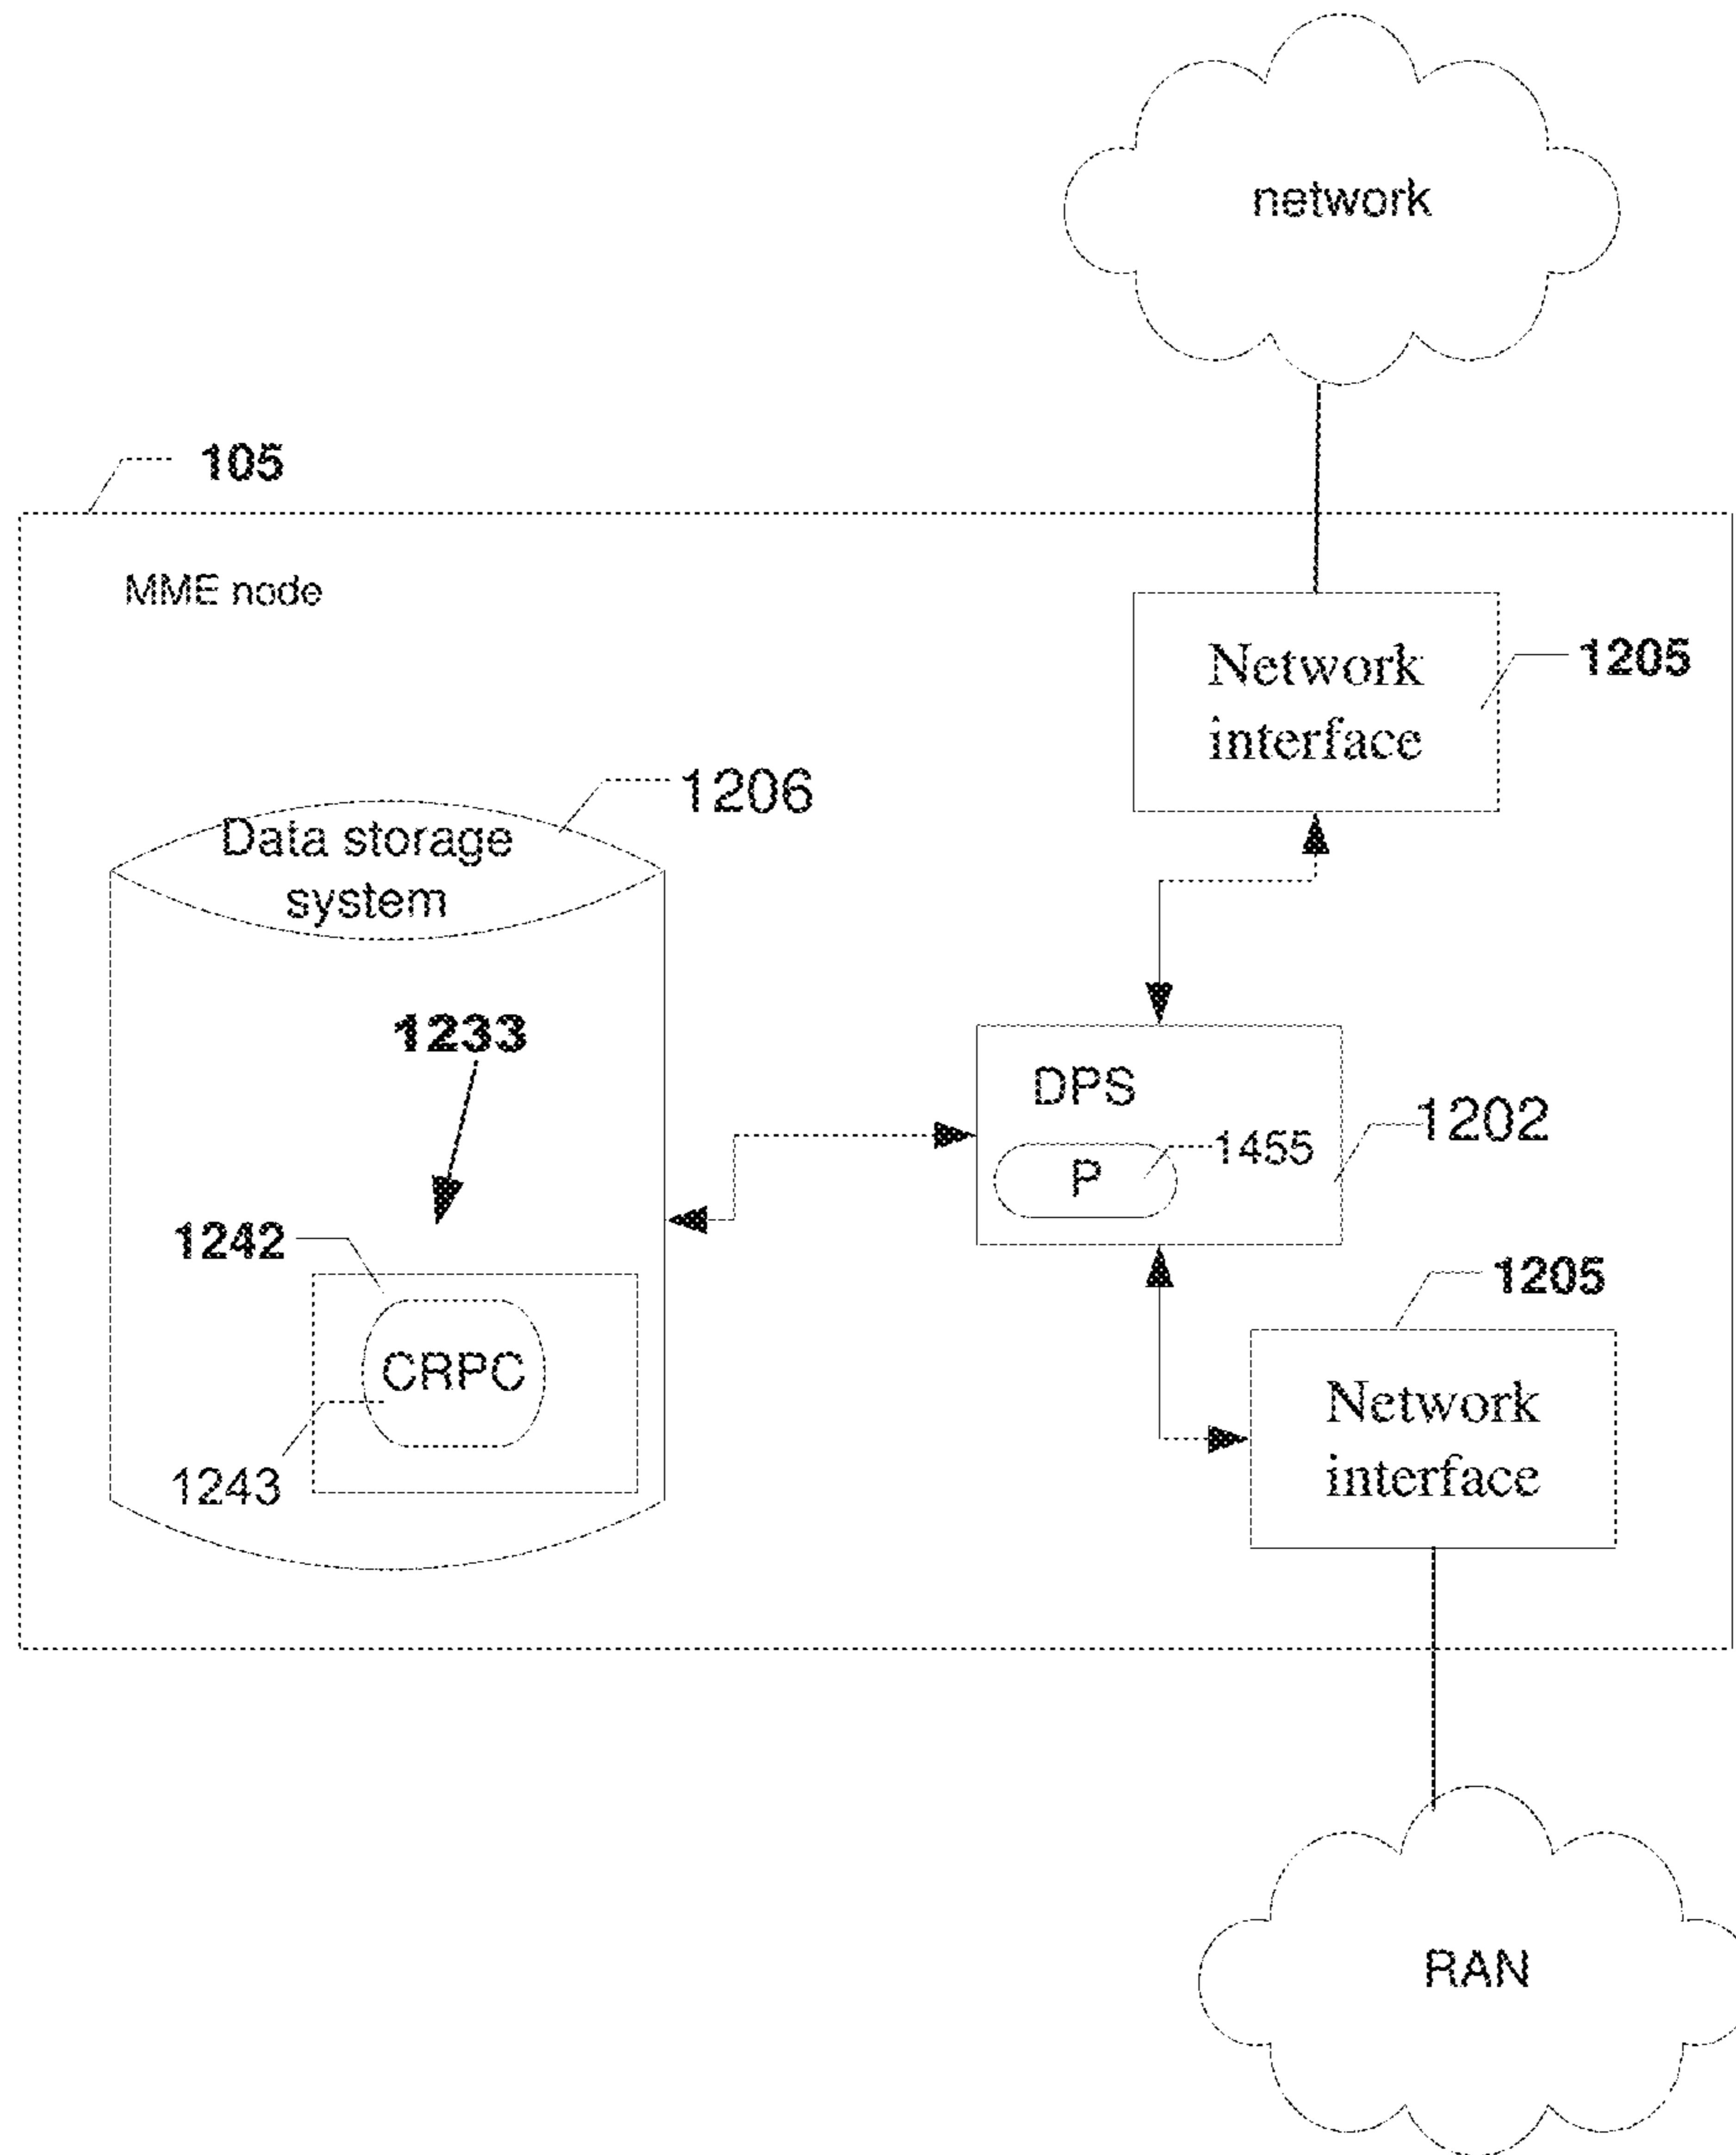 network
105
MME node
Network
interface
1205
1206
Data storage
system
1233
DPS
P
1455
1202
1242
CRPC
1243
1205
Network
interface
RAN